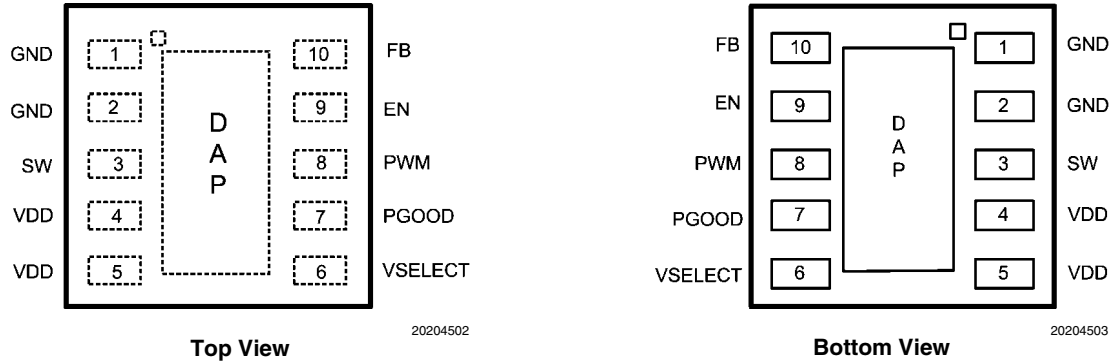 GND 1 10 FB
GND 2 9 EN
SW 3 8 PWM
VDD 4 7 PGOOD
VDD 5 6 VSELECT
D
A
P
20204502
Top View
FB 10 1 GND
EN 9 2 GND
PWM 8 3 SW
PGOOD 7 4 VDD
VSELECT 6 5 VDD
D
A
P
20204503
Bottom View